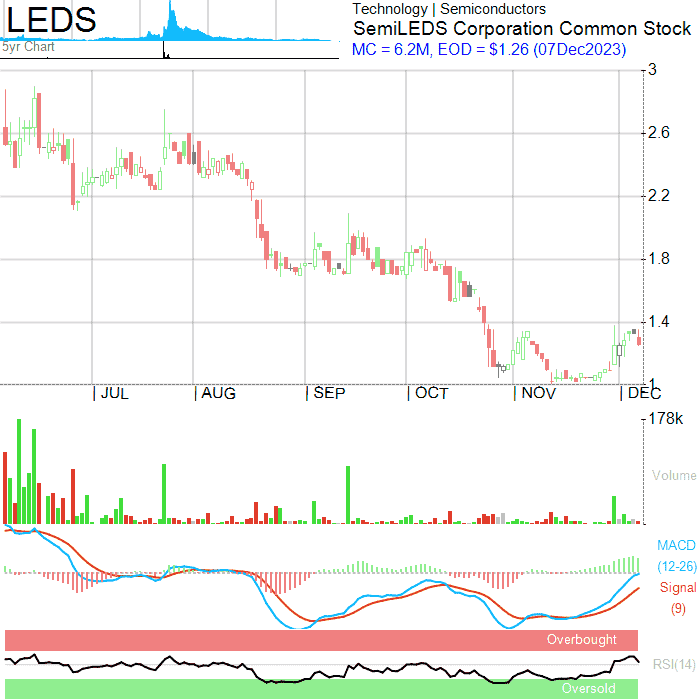 LEDS
Technology | Semiconductors
SemiLEDS Corporation Common Stock
MC = 6.2M, EOD = $1.26 (07Dec2023)
5yr Chart
3
2.6
2.2
1.8
1.4
1
JUL AUG SEP OCT NOV DEC
178k
Volume
MACD
(12-26)
Signal
(9)
Overbought
RSI(14)
Oversold